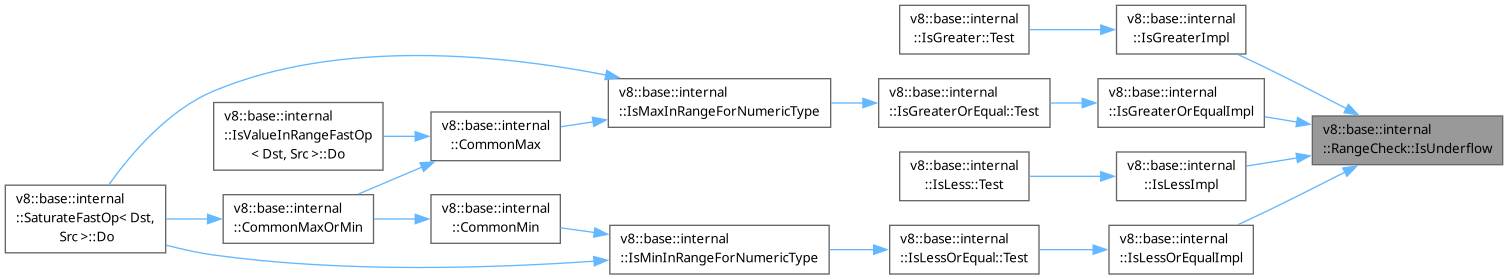 v8::base::internal
::IsGreater::Test
v8::base::internal
::IsGreaterImpl
v8::base::internal
::IsMaxInRangeForNumericType
v8::base::internal
::IsGreaterOrEqual::Test
v8::base::internal
::IsGreaterOrEqualImpl
v8::base::internal
::IsValueInRangeFastOp
< Dst, Src >::Do
v8::base::internal
::CommonMax
v8::base::internal
::RangeCheck::IsUnderflow
v8::base::internal
::IsLess::Test
v8::base::internal
::IsLessImpl
v8::base::internal
::SaturateFastOp< Dst,
Src >::Do
v8::base::internal
::CommonMaxOrMin
v8::base::internal
::CommonMin
v8::base::internal
::IsMinInRangeForNumericType
v8::base::internal
::IsLessOrEqual::Test
v8::base::internal
::IsLessOrEqualImpl